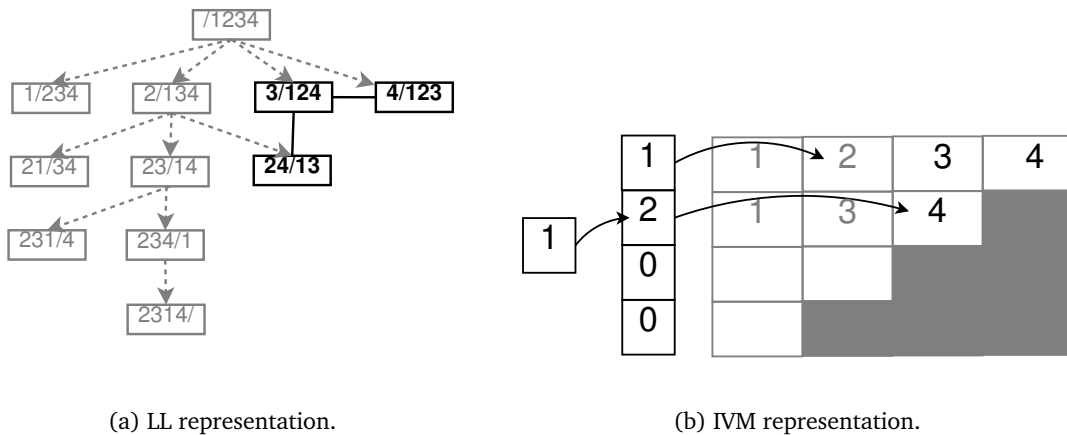 /1234
1/234 2/134 3/124 4/123
21/34 23/14 24/13
231/4 234/1
2314/
(a) LL representation.
1 1 2 3 4
2 1 3 4
1
0
0
(b) IVM representation.